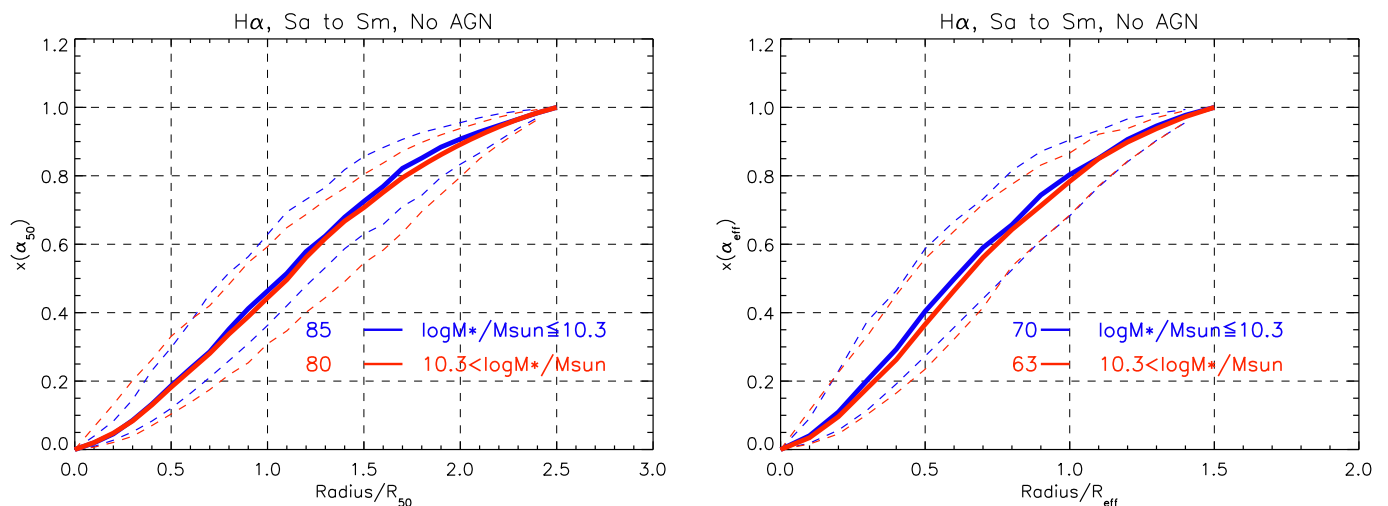 Hα, Sa to Sm, No AGN
1.2
1.0
0.8
0.6
0.4
0.2
0.0
x(α50)
85 logM*/Msun≦10.3
80 10.3<logM*/Msun
0.0 0.5 1.0 1.5 2.0 2.5 3.0
Radius/R50
Hα, Sa to Sm, No AGN
1.2
1.0
0.8
0.6
0.4
0.2
0.0
x(αeff)
70 logM*/Msun≦10.3
63 10.3<logM*/Msun
0.0 0.5 1.0 1.5 2.0
Radius/Reff